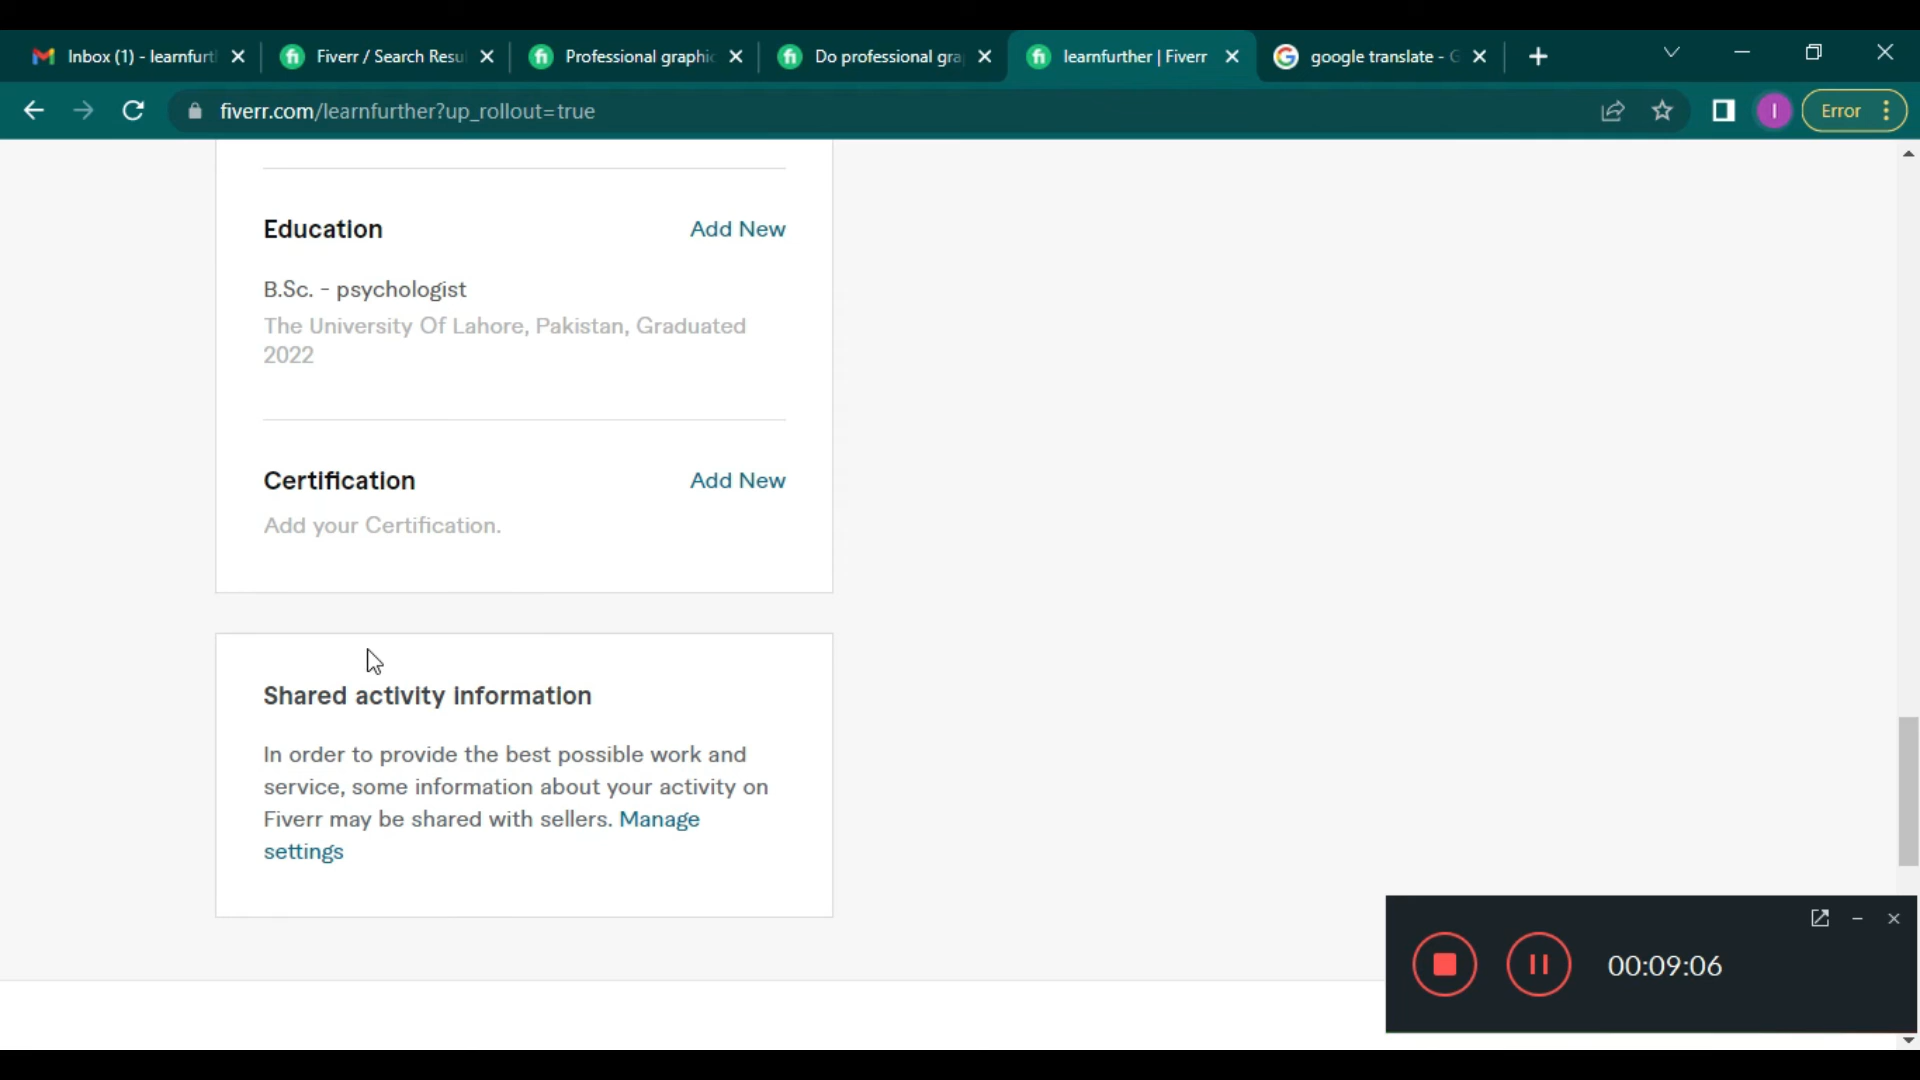 Inbox (1) - learnfurt
Fiverr / Search Resu
Professional graphic
Do professional gra
learnfurther | Fiverr
google translate - G
fiverr.com/learnfurther?up_rollout=true
I
Error
Education
Add New
B.Sc. - psychologist
The University Of Lahore, Pakistan, Graduated
2022
Certification
Add New
Add your Certification.
Shared activity information
In order to provide the best possible work and
service, some information about your activity on
Fiverr may be shared with sellers. Manage
settings
00:09:06